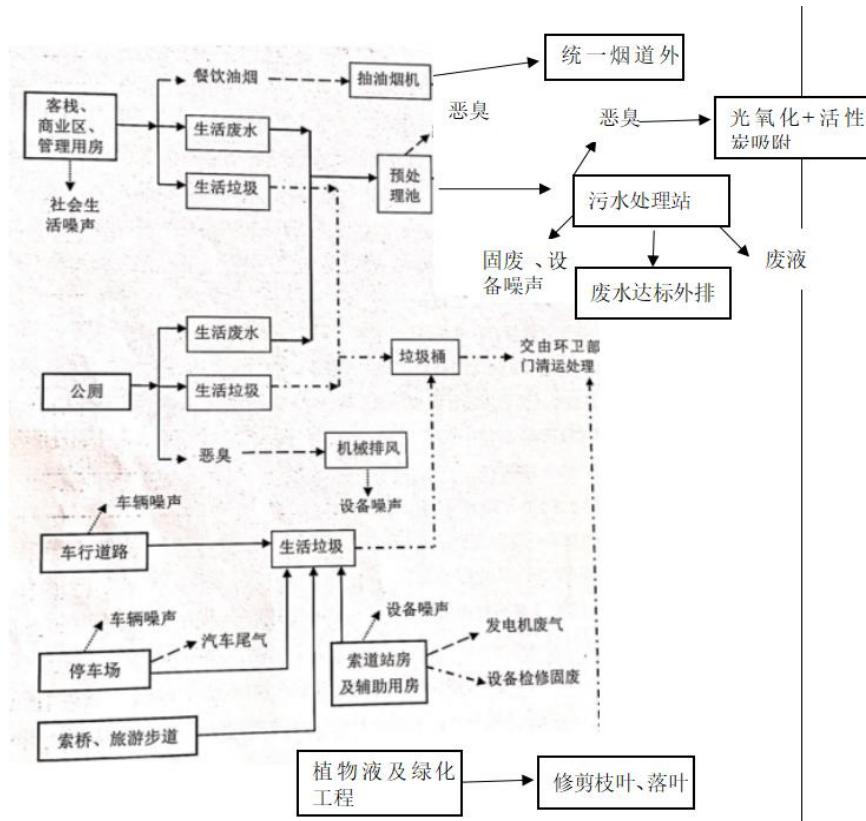 餐饮油烟
抽油烟机
统一烟道外
客栈、
商业区、
管理用房
生活废水
恶臭
恶臭
光氧化+活性
炭吸附
生活垃圾
预处
理池
污水处理站
社会生
活噪声
固废 、设
备噪声
废液
废水达标外排
生活废水
垃圾桶
交由环卫部
门清运处理
公厕
生活垃圾
恶臭
机械排风
设备噪声
车辆噪声
车行道路
生活垃圾
车辆噪声
汽车尾气
停车场
设备噪声
发电机废气
索道站房
及辅助用房
设备检修固废
索桥、旅游步道
植物液及绿化
工程
修剪枝叶、落叶